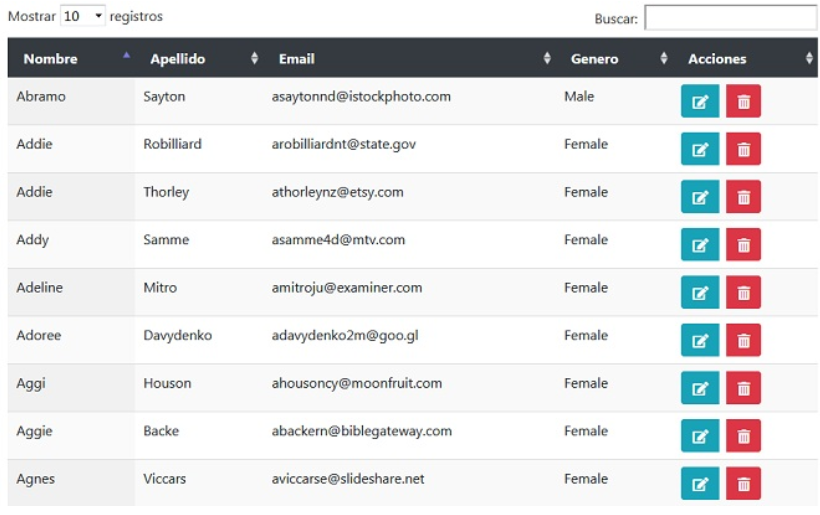 Mostrar 10 registros
Buscar:
Nombre Apellido Email Genero Acciones
Abramo Sayton asaytonnd@istockphoto.com Male
Addie Robilliard arobilliardnt@state.gov Female
Addie Thorley athorleynz@etsy.com Female
Addy Samme asamme4d@mtv.com Female
Adeline Mitro amitroju@examiner.com Female
Adoree Davydenko adavydenko2m@goo.gl Female
Aggi Houson ahousoncy@moonfruit.com Female
Aggie Backe abackern@biblegateway.com Female
Agnes Viccars aviccarse@slideshare.net Female